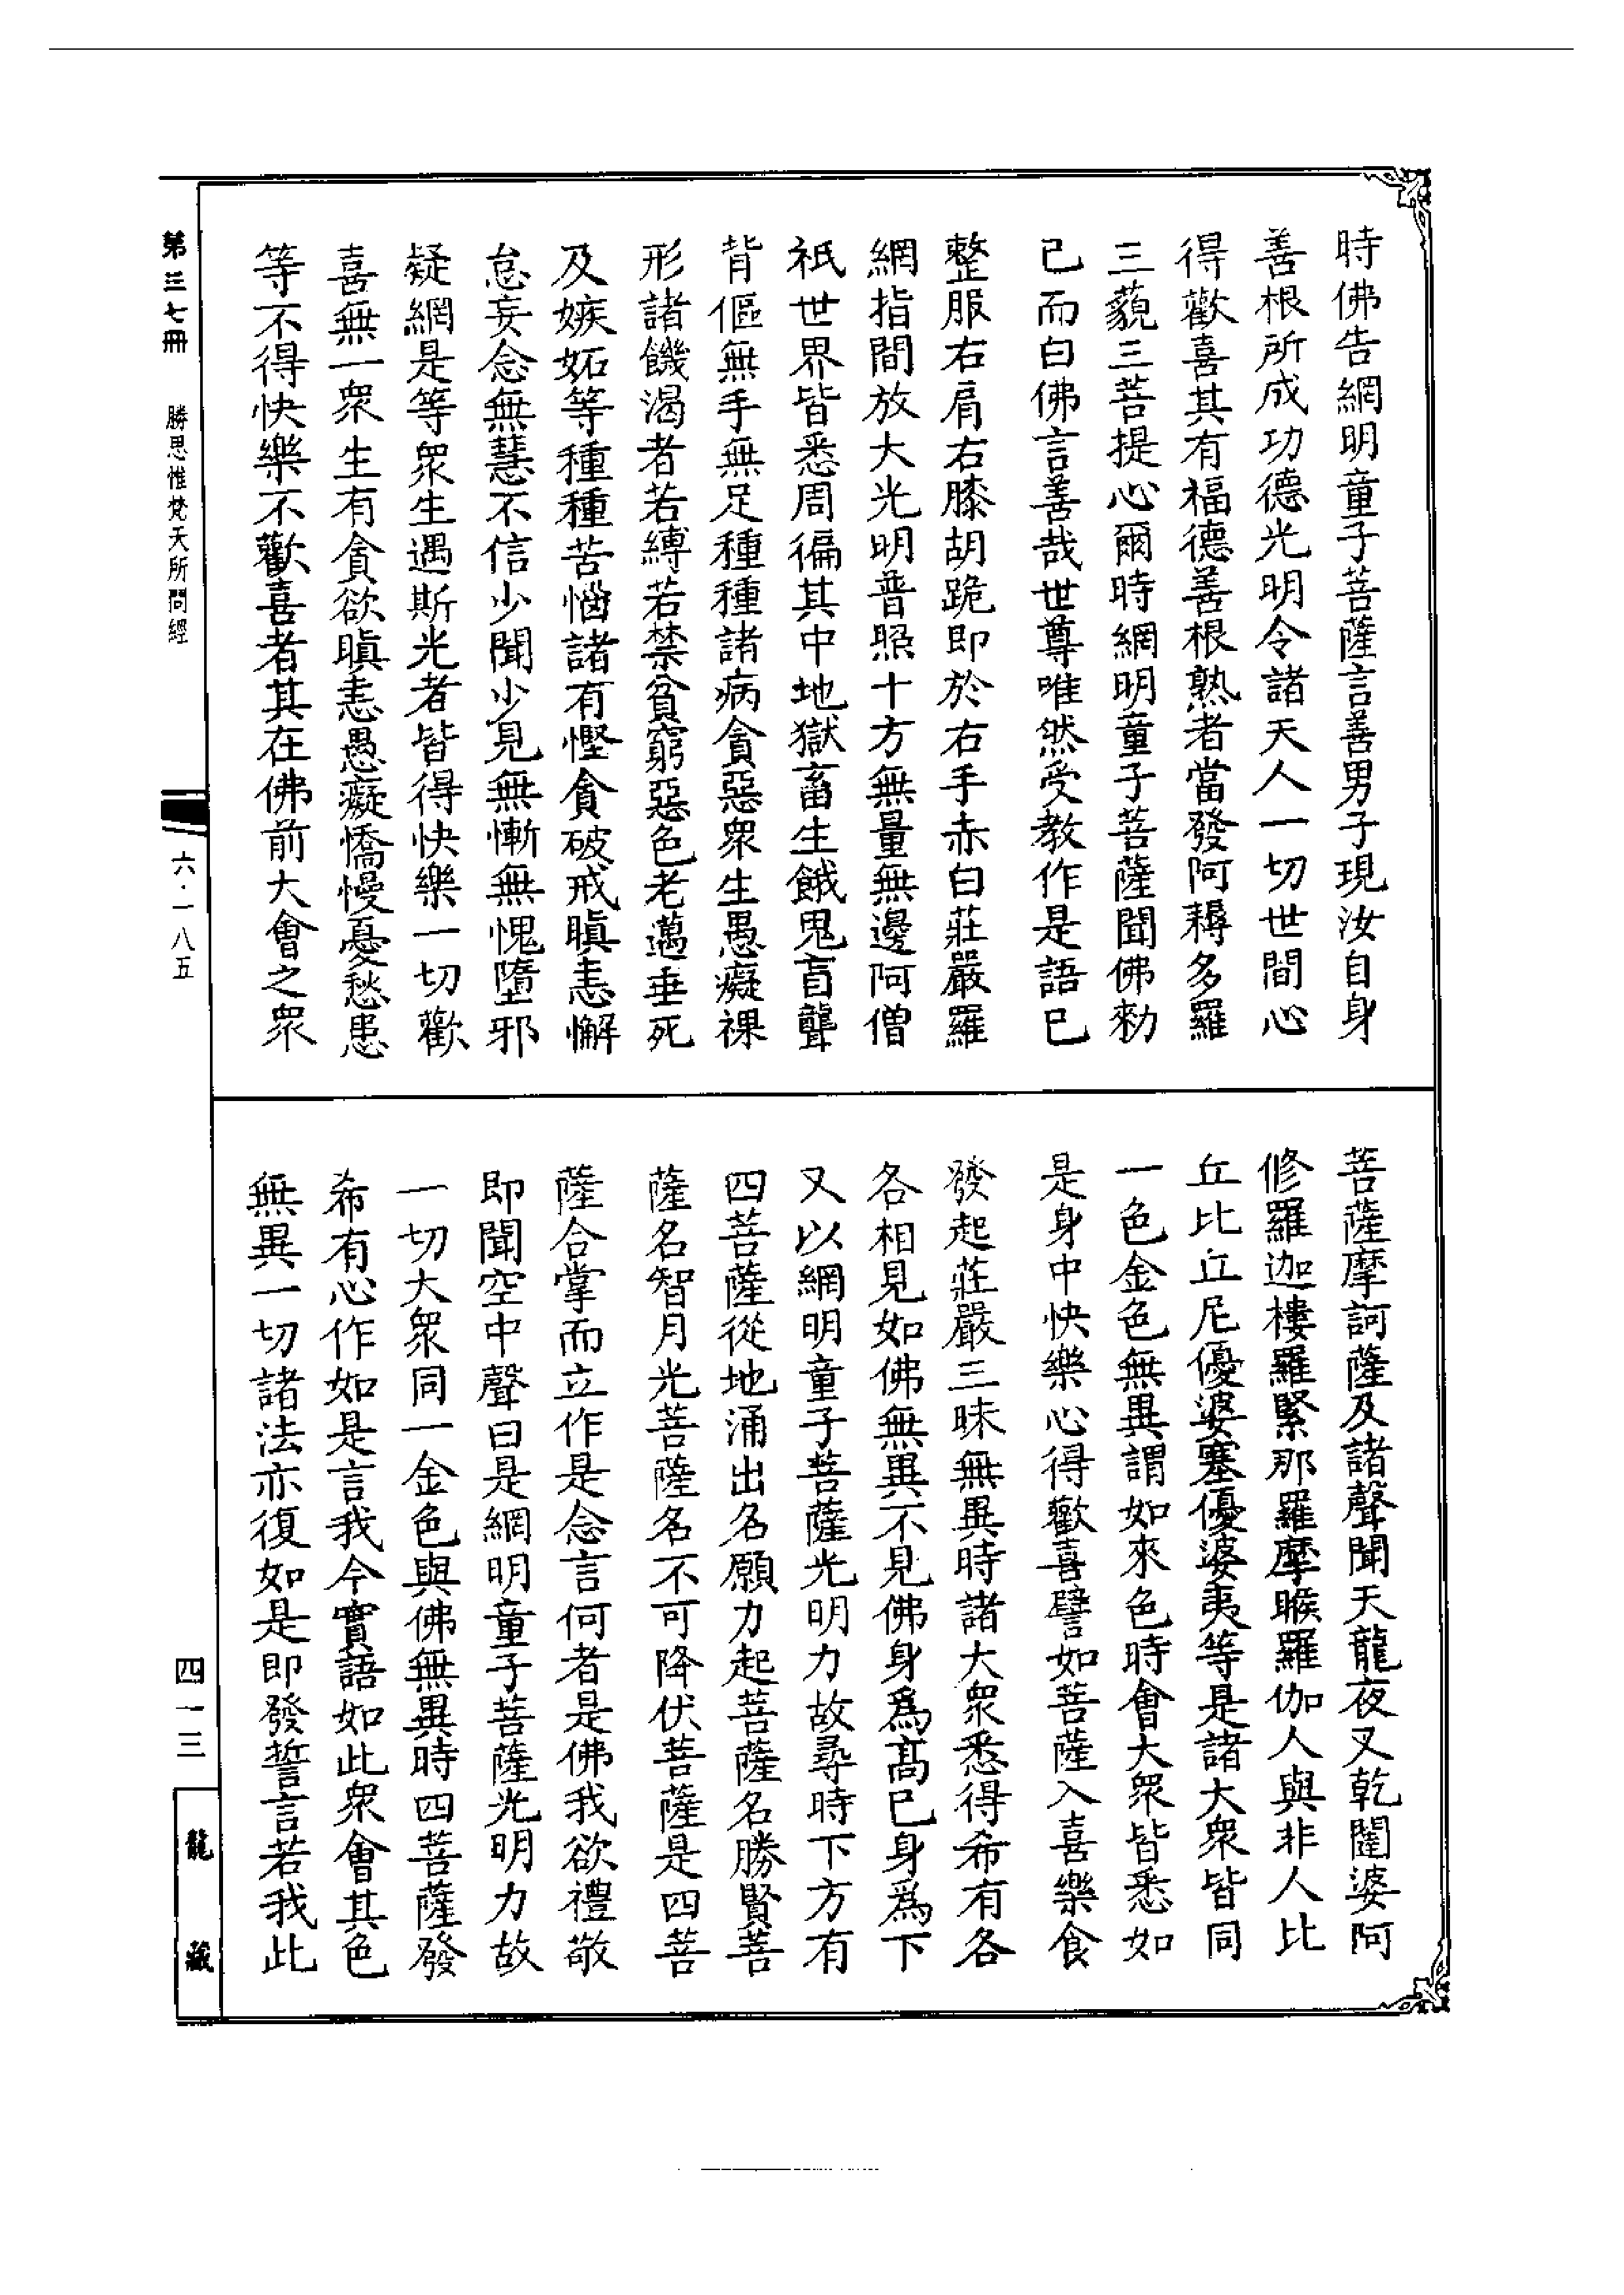 時佛告網明童子菩薩言善男子現汝自身
善根所成功德光明令諸天人一切世間心
得歡喜其有福德善根熟者當發阿耨多羅
三藐三菩提心爾時網明童子菩薩聞佛勑
已而白佛言善哉世尊唯然受教作是語已
整服右肩右膝胡跪即於右手赤白莊嚴羅
網指間放大光明普照十方無量無邊阿僧
祇世界皆悉周徧其中地獄畜生餓鬼盲聾
背傴無手無足種種諸病貪惡衆生愚癡裸
形諸饑渴者若縛若禁貧窮惡色老邁垂死
及嫉妬等種種苦惱諸有慳貪破戒瞋恚懈
怠妄念無慧不信少聞少見無慚無愧墮邪
疑網是等衆生遇斯光者皆得快樂一切歡
喜無一衆生有貪欲瞋恚愚癡憍慢憂愁患
等不得快樂不歡喜者其在佛前大會之衆
菩薩摩訶薩及諸聲聞天龍夜叉乾闥婆阿
修羅迦樓羅緊那羅摩睺羅伽人與非人比
丘比丘尼優婆塞優婆夷等是諸大衆皆同
一色金色無異謂如來色時會大衆皆悉如
是身中快樂心得歡喜譬如菩薩入喜樂食
發起莊嚴三昧無異時諸大衆悉得希有各
各相見如佛無異不見佛身爲高已身爲下
又以網明童子菩薩光明力故尋時下方有
四菩薩從地涌出名願力起菩薩名勝賢菩
薩名智月光菩薩名不可降伏菩薩是四菩
薩合掌而立作是念言何者是佛我欲禮敬
即聞空中聲曰是網明童子菩薩光明力故
一切大衆同一金色與佛無異時四菩薩發
希有心作如是言我今實語如此衆會其色
無異一切諸法亦復如是即發誓言若我此
第三七冊 勝思惟梵天所問經
六·一八五
四一三
龍藏